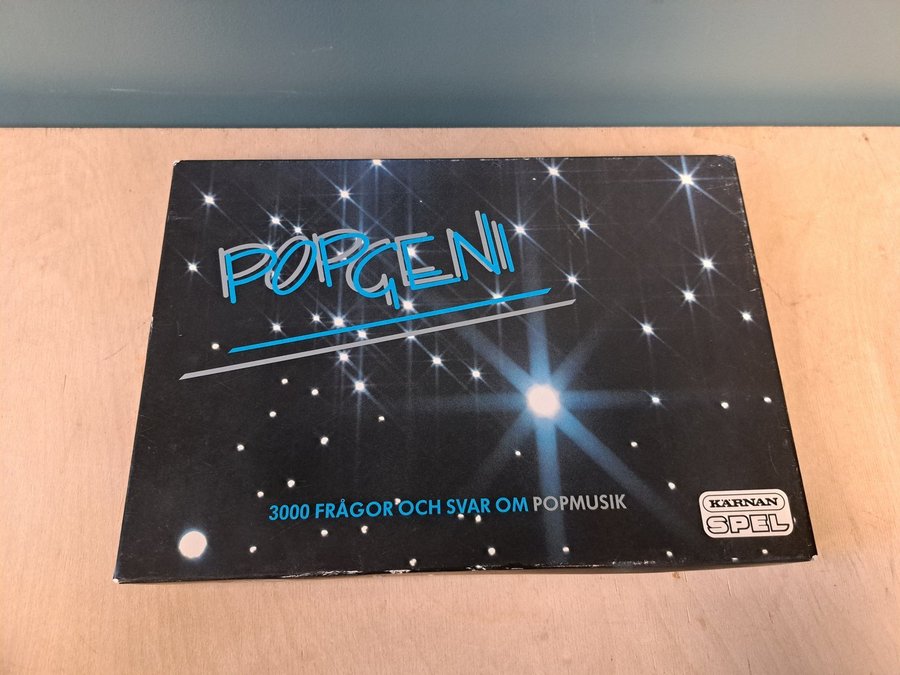 POPGENI
3000 FRÅGOR OCH SVAR OM POPMUSIK
KÄRNAN
SPEL